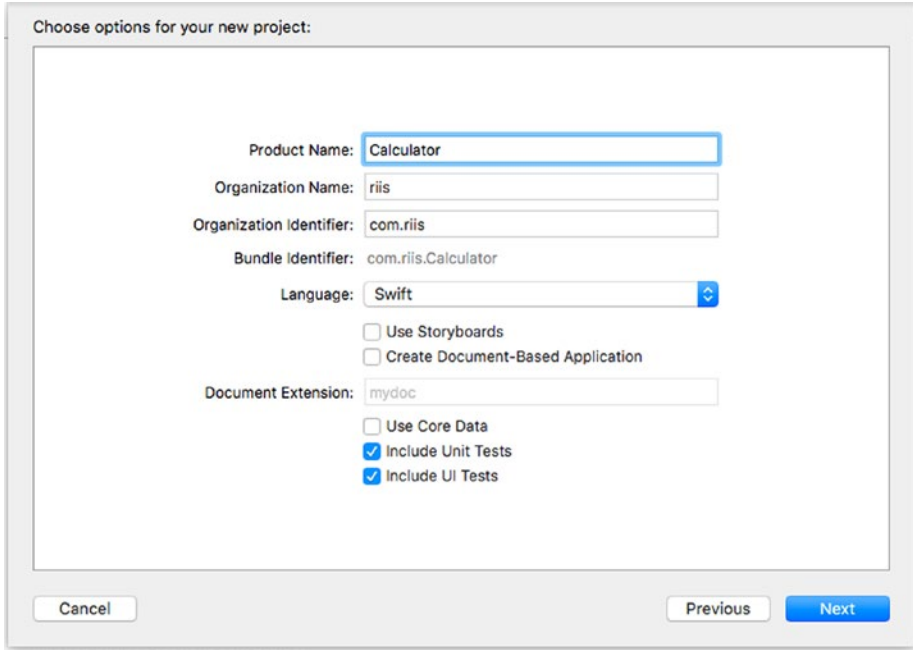 Choose options for your new project:
Product Name: Calculator
Organization Name: riis
Organization Identifier: com.riis
Bundle Identifier: com.riis.Calculator
Language: Swift
Use Storyboards
Create Document-Based Application
Document Extension: mydoc
Use Core Data
Include Unit Tests
Include UI Tests
Cancel Previous Next